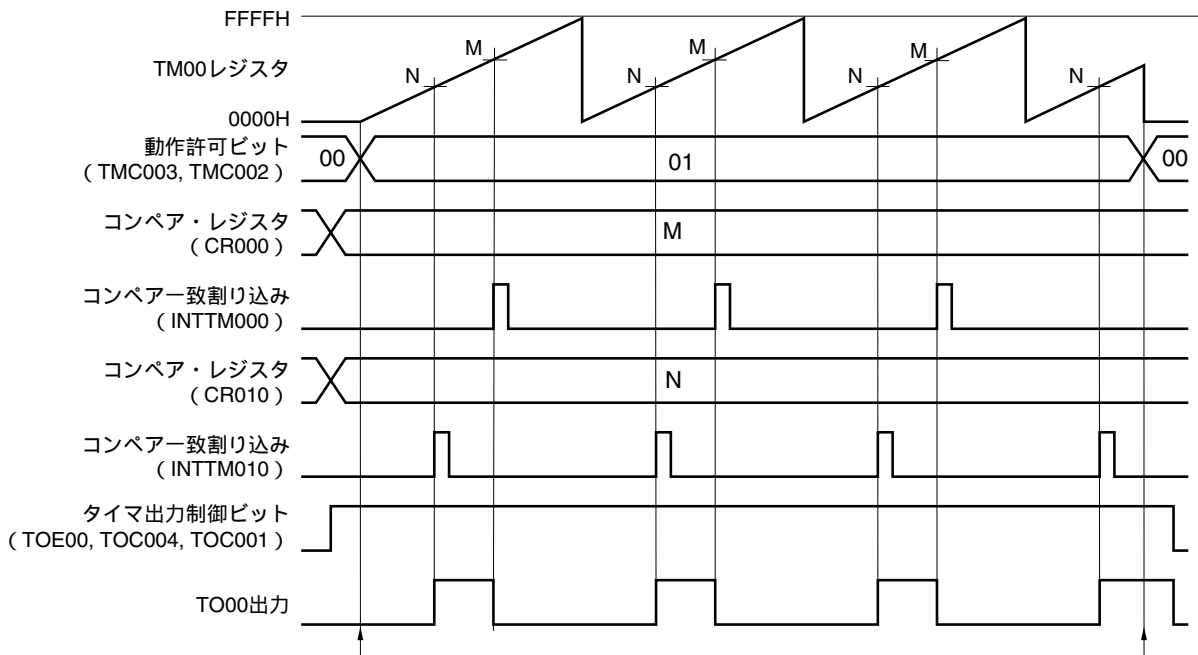 FFFFH
M M M
TM00レジスタ
N N N N
0000H
動作許可ビット
( TMC003, TMC002 )
00 01 00
コンペア・レジスタ
( CR000 )
M
コンペア一致割り込み
( INTTM000 )
コンペア・レジスタ
( CR010 )
N
コンペア一致割り込み
( INTTM010 )
タイマ出力制御ビット
( TOE00, TOC004, TOC001 )
TO00出力